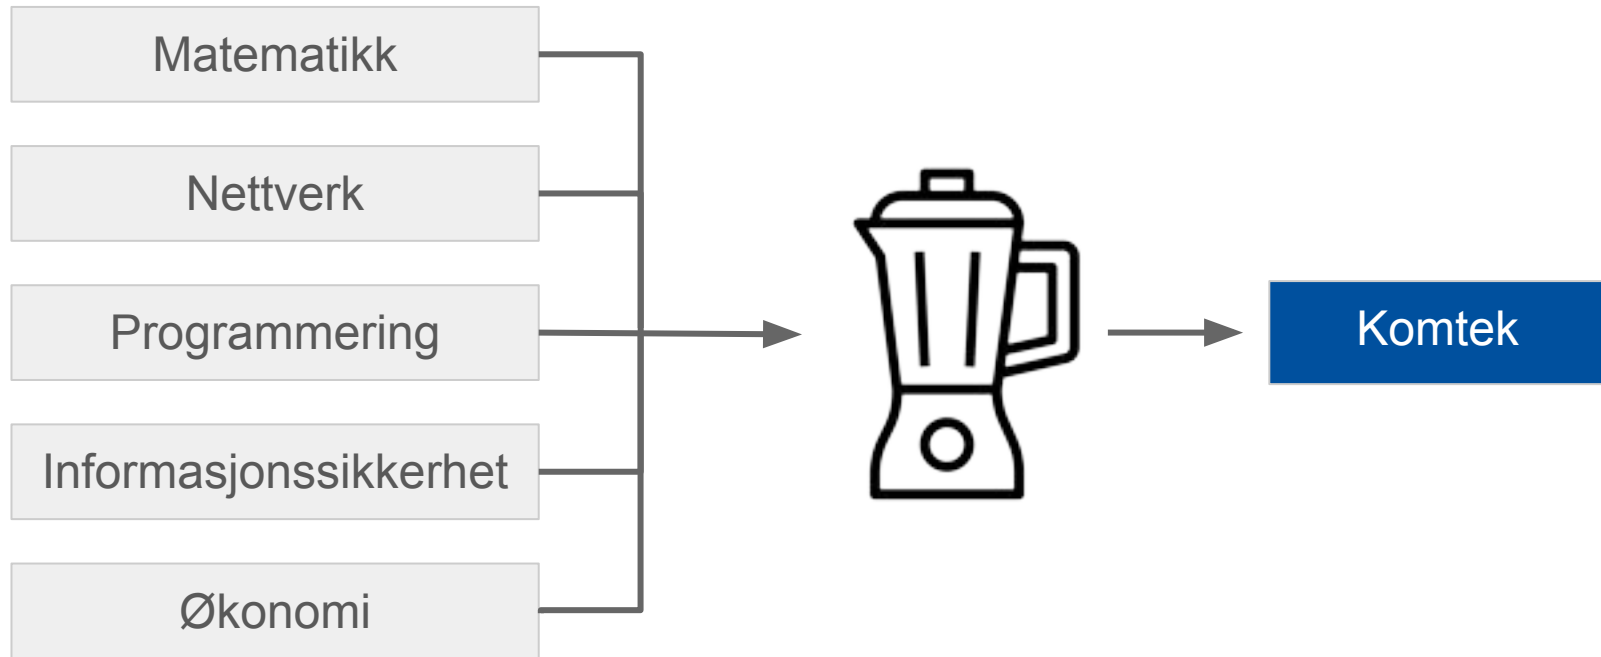 Matematikk
Nettverk
Programmering
Informasjonssikkerhet
Økonomi
Komtek